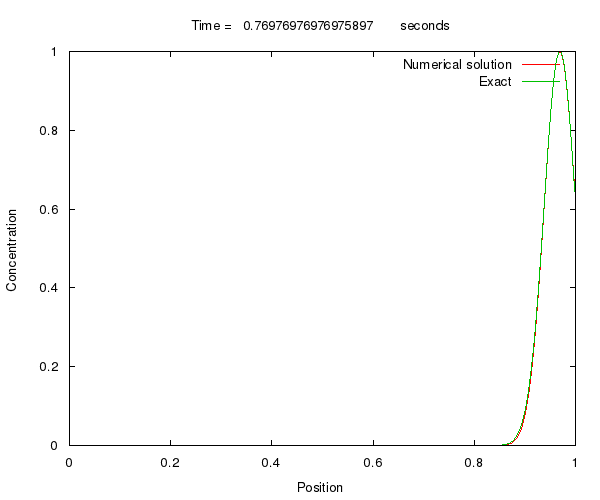 Time = 0.76976976975897 seconds
Numerical solution
Exact
1
0.8
0.6
0.4
0.2
0
Concentration
0 0.2 0.4 0.6 0.8 1
Position